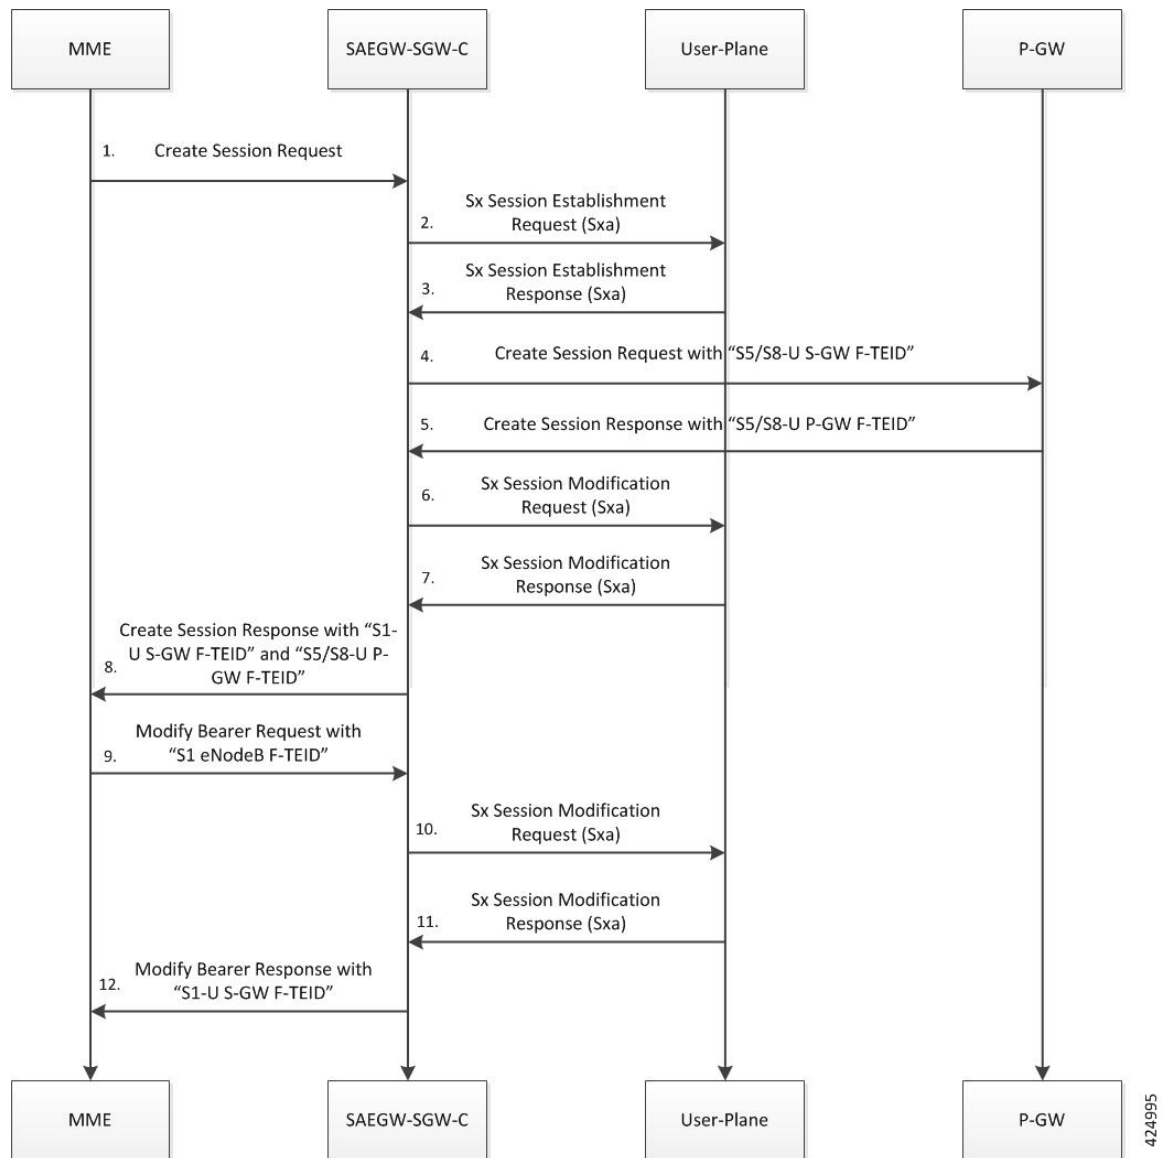 MME
SAEGW-SGW-C
User-Plane
P-GW
1. Create Session Request
Sx Session Establishment
2. Request (Sxa)
Sx Session Establishment
3. Response (Sxa)
4. Create Session Request with “S5/S8-U S-GW F-TEID”
5. Create Session Response with “S5/S8-U P-GW F-TEID”
Sx Session Modification
6. Request (Sxa)
Sx Session Modification
7. Response (Sxa)
Create Session Response with “S1-
U S-GW F-TEID” and “S5/S8-U P-
8. GW F-TEID”
Modify Bearer Request with
9. “S1 eNodeB F-TEID”
Sx Session Modification
10. Request (Sxa)
Sx Session Modification
11. Response (Sxa)
Modify Bearer Response with
12. “S1-U S-GW F-TEID”
MME
SAEGW-SGW-C
User-Plane
P-GW
424995